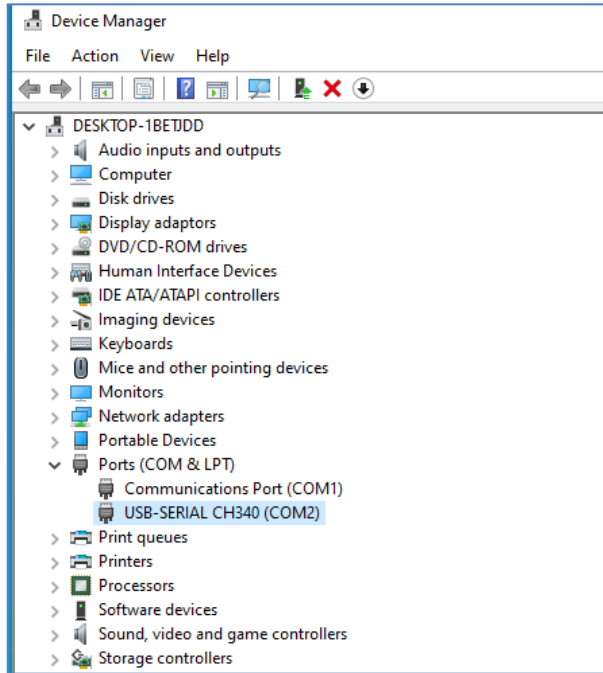 Device Manager
File Action View Help
DESKTOP-1BETJDD
Audio inputs and outputs
Computer
Disk drives
Display adaptors
DVD/CD-ROM drives
Human Interface Devices
IDE ATA/ATAPI controllers
Imaging devices
Keyboards
Mice and other pointing devices
Monitors
Network adapters
Portable Devices
Ports (COM & LPT)
Communications Port (COM1)
USB-SERIAL CH340 (COM2)
Print queues
Printers
Processors
Software devices
Sound, video and game controllers
Storage controllers